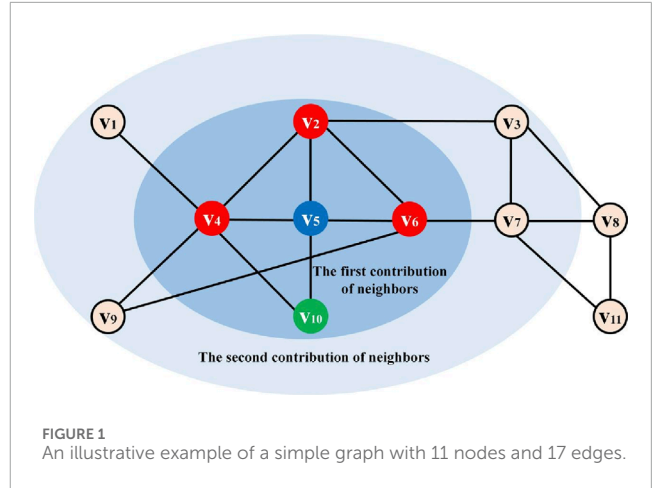 v1
v2
v3
v4
v5
v6
v7
v8
The first contribution
of neighbors
v9
v10
v11
The second contribution of neighbors
FIGURE 1
An illustrative example of a simple graph with 11 nodes and 17 edges.